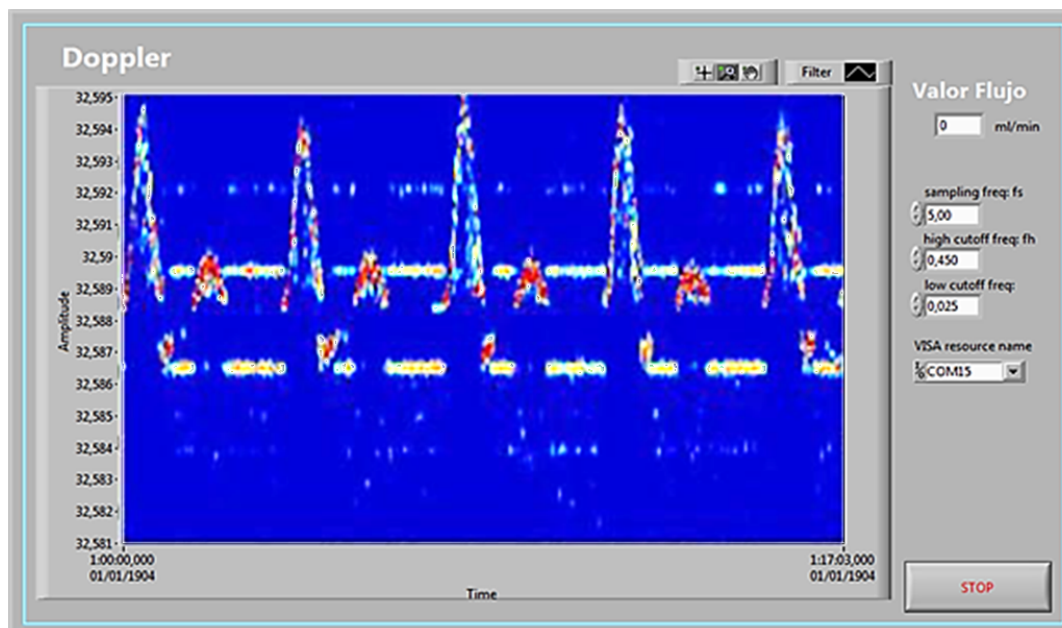 Doppler
Filter
Valor Flujo
0 ml/min
sampling freq: fs
5,00
high cutoff freq: fh
0,450
low cutoff freq:
0,025
VISA resource name
COM15
STOP
Amplitude
32,595
32,594
32,593
32,592
32,591
32,59
32,589
32,588
32,587
32,586
32,585
32,584
32,583
32,582
32,581
1:00:00,000
01/01/1904
1:17:03,000
01/01/1904
Time